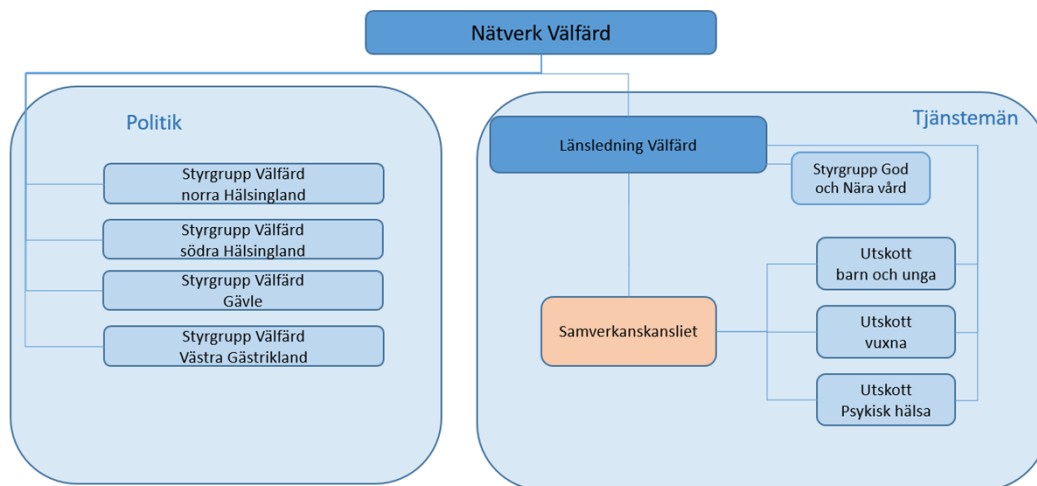 Nätverk Välfärd
Politik
Styrgrupp Välfärd
norra Hälsingland
Styrgrupp Välfärd
södra Hälsingland
Styrgrupp Välfärd
Gävle
Styrgrupp Välfärd
Västra Gästrikland
Tjänstemän
Länsledning Välfärd
Styrgrupp God
och Nära vård
Samverkanskansliet
Utskott
barn och unga
Utskott
vuxna
Utskott
Psykisk hälsa